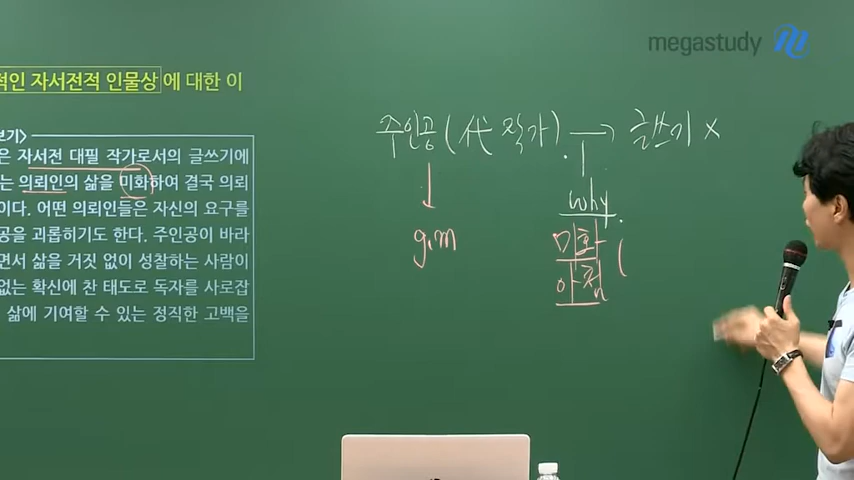 megastudy
적인 자서전적 인물상에 대한 이
보기>
은 자서전 대필 작가로서의 글쓰기에
는 의뢰인의 삶을 미화하여 결국 의뢰
이다. 어떤 의뢰인들은 자신의 요구를
공을 괴롭히기도 한다. 주인공이 바라
면서 삶을 거짓 없이 성찰하는 사람이
없는 확신에 찬 태도로 독자를 사로잡
삶에 기여할 수 있는 정직한 고백을
주인공(代 작가). → 글쓰기 ×
why.
미화